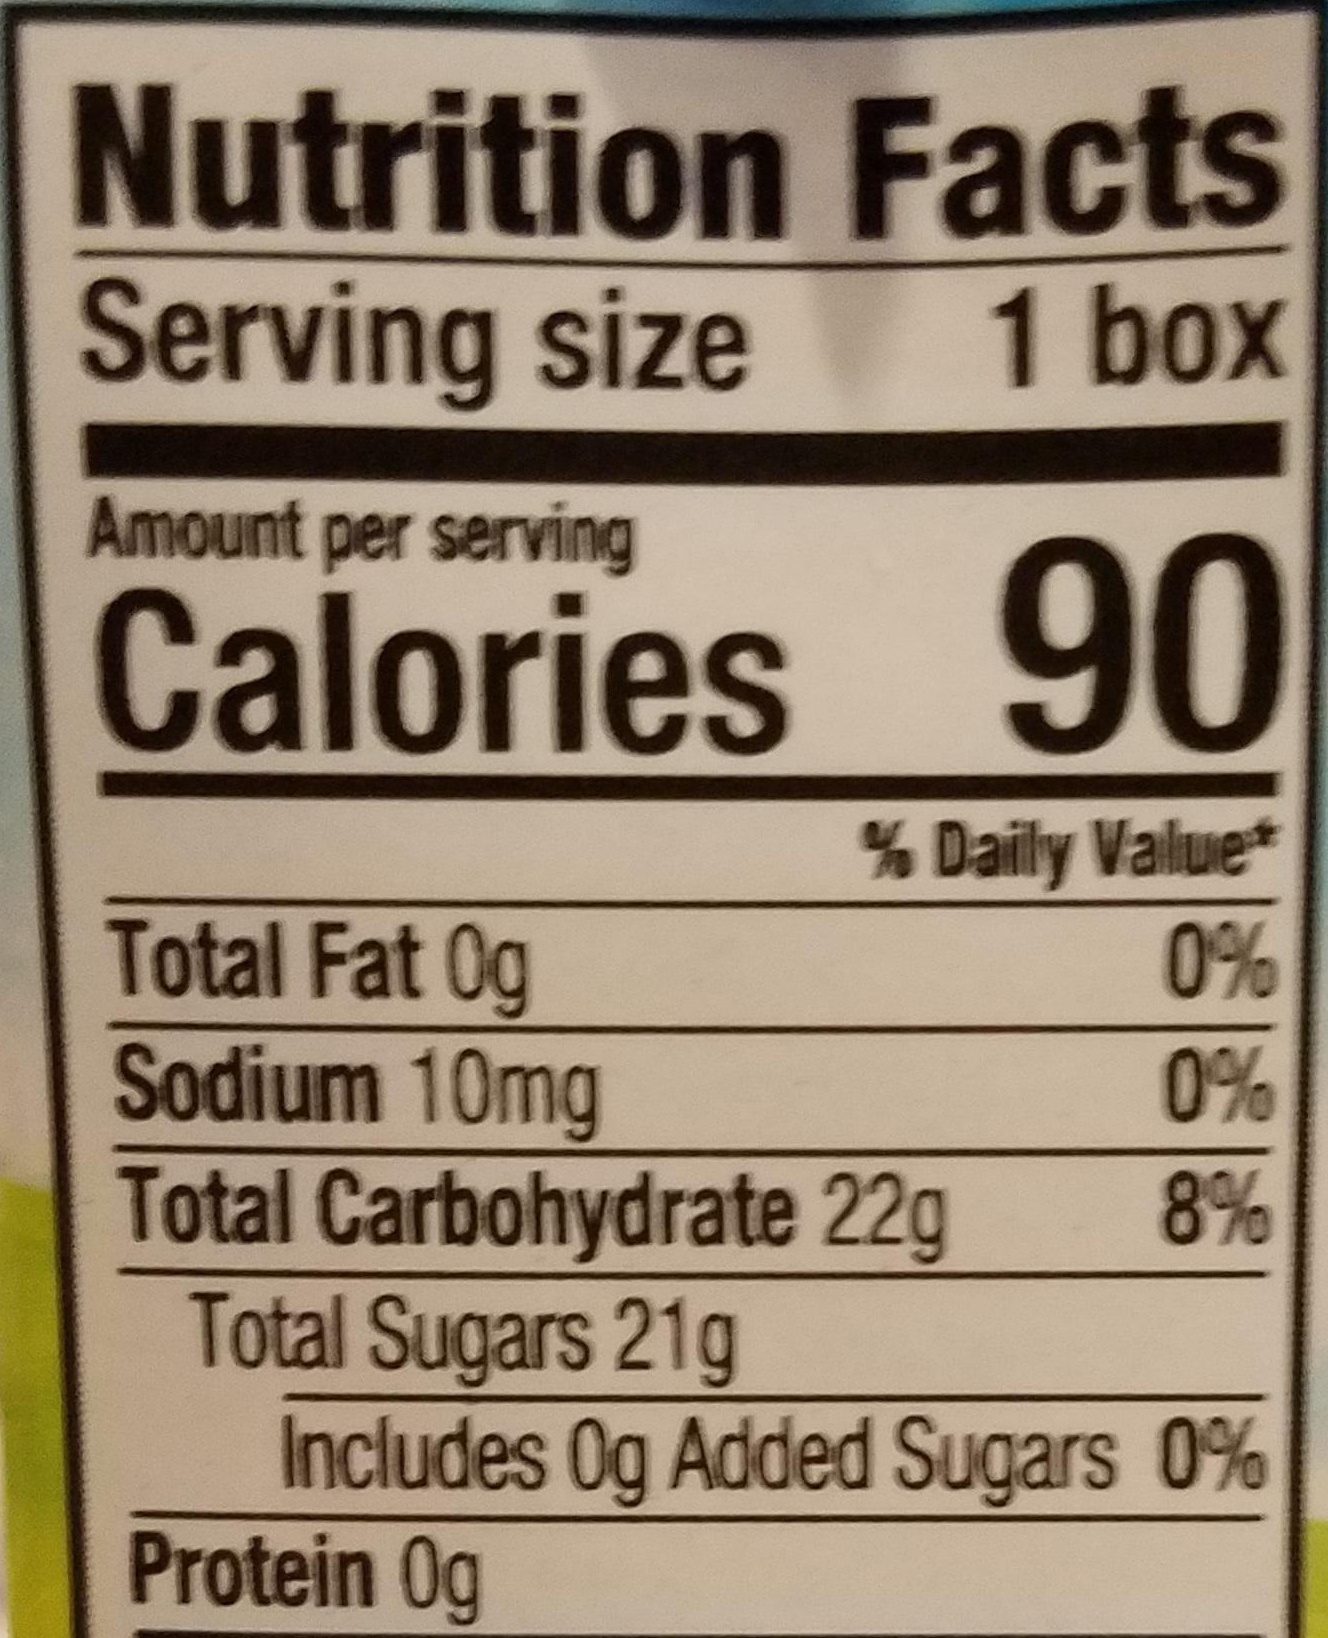 Nutrition Facts
Serving size 1 box
Amount per serving
Calories 90
% Daily Value*
Total Fat 0g 0%
Sodium 10mg 0%
Total Carbohydrate 22g 8%
Total Sugars 21g
Includes 0g Added Sugars 0%
Protein 0g